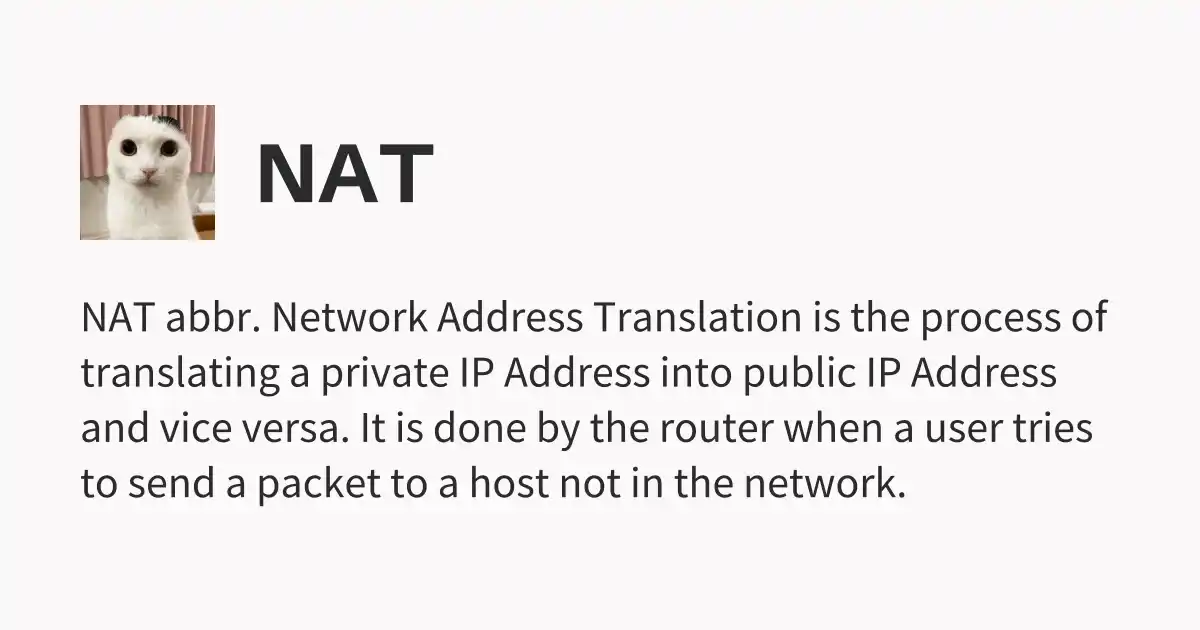 NAT
NAT abbr. Network Address Translation is the process of
translating a private IP Address into public IP Address
and vice versa. It is done by the router when a user tries
to send a packet to a host not in the network.